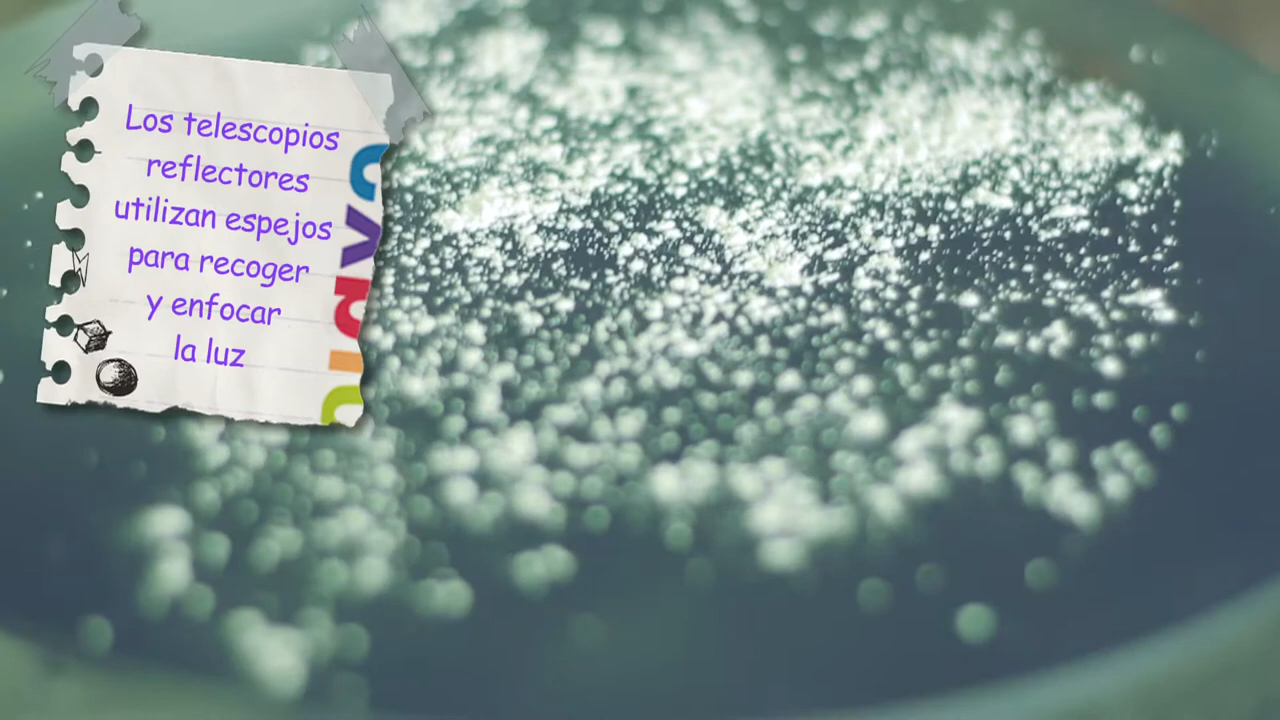 Los telescopios
reflectores
utilizan espejos
para recoger
y enfocar
la luz